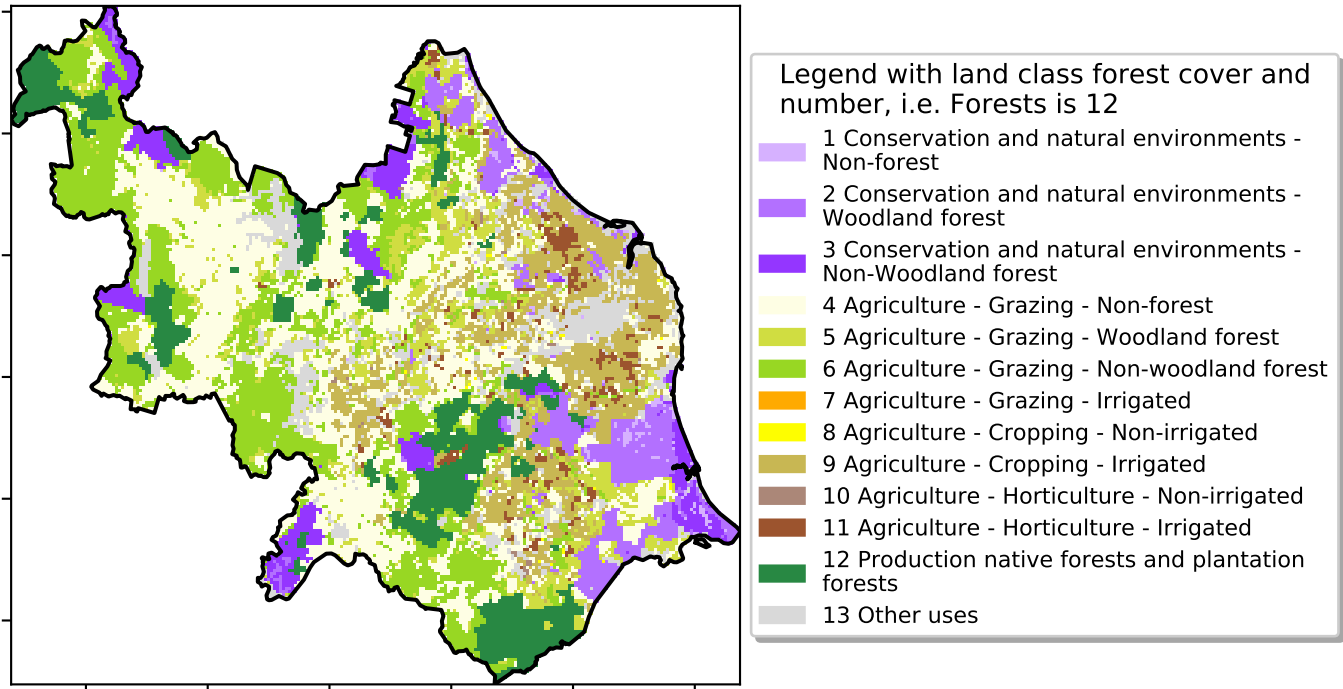 Legend with land class forest cover and
number, i.e. Forests is 12
1 Conservation and natural environments -
Non-forest
2 Conservation and natural environments -
Woodland forest
3 Conservation and natural environments -
Non-Woodland forest
4 Agriculture - Grazing - Non-forest
5 Agriculture - Grazing - Woodland forest
6 Agriculture - Grazing - Non-woodland forest
7 Agriculture - Grazing - Irrigated
8 Agriculture - Cropping - Non-irrigated
9 Agriculture - Cropping - Irrigated
10 Agriculture - Horticulture - Non-irrigated
11 Agriculture - Horticulture - Irrigated
12 Production native forests and plantation
forests
13 Other uses